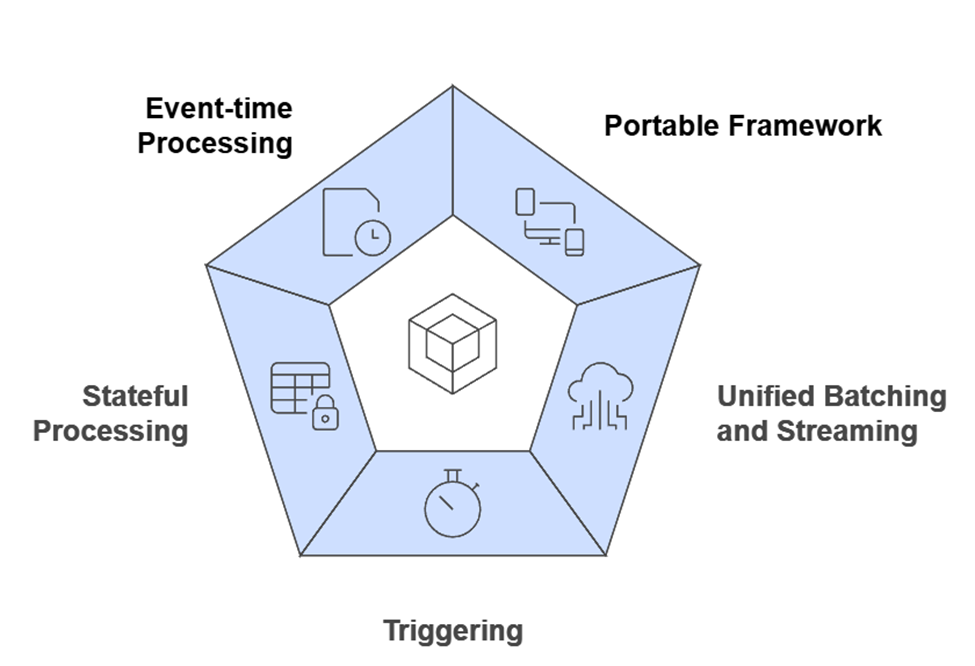 Event-time
Processing
Portable Framework
Stateful
Processing
Unified Batching
and Streaming
Triggering